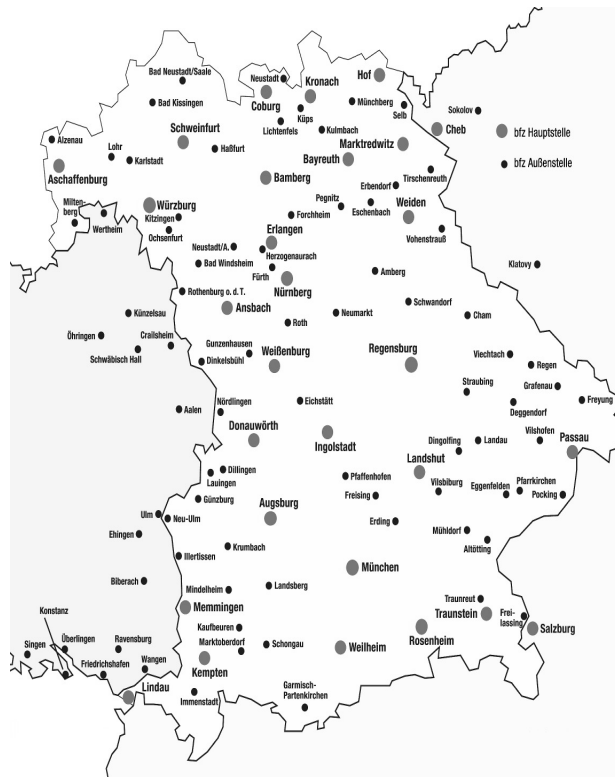 Bad Neustadt/Saale
Neustadt
Hof
Kronach
Bad Kissingen
Coburg
Münchberg
Küps
Selb
Sokolov
Lichtenfels
Kulmbach
Cheb
bfz Hauptstelle
Alzenau
Schweinfurt
Lohr
Haßfurt
Marktredwitz
Karlstadt
Bayreuth
bfz Außenstelle
Aschaffenburg
Bamberg
Tirschenreuth
Erbendorf
Milten-
berg
Würzburg
Pegnitz
Eschenbach
Weiden
Wertheim
Kitzingen
Forchheim
Ochsenfurt
Erlangen
Vohenstrauß
Neustadt/A.
Herzogenaurach
Bad Windsheim
Klatovy
Fürth
Amberg
Nürnberg
Rothenburg o. d. T.
Schwandorf
Ansbach
Künzelsau
Neumarkt
Cham
Roth
Öhringen
Crailsheim
Gunzenhausen
Schwäbisch Hall
Dinkelsbühl
Weißenburg
Regensburg
Viechtach
Regen
Straubing
Grafenau
Nördlingen
Eichstätt
Freyung
Aalen
Deggendorf
Donauwörth
Ingolstadt
Dingolfing
Landau
Vilshofen
Passau
Landshut
Dillingen
Lauingen
Pfaffenhofen
Vilsbiburg
Eggenfelden
Pfarrkirchen
Pocking
Günzburg
Freising
Augsburg
Ulm
Neu-Ulm
Erding
Ehingen
Mühldorf
Altötting
Krumbach
Illertissen
München
Biberach
Mindelheim
Landsberg
Traunreut
Konstanz
Memmingen
Traunstein
Frei-
lassing
Kaufbeuren
Rosenheim
Salzburg
Singen
Überlingen
Ravensburg
Marktoberdorf
Schongau
Weilheim
Friedrichshafen
Wangen
Kempten
Lindau
Garmisch-
Partenkirchen
Immenstadt